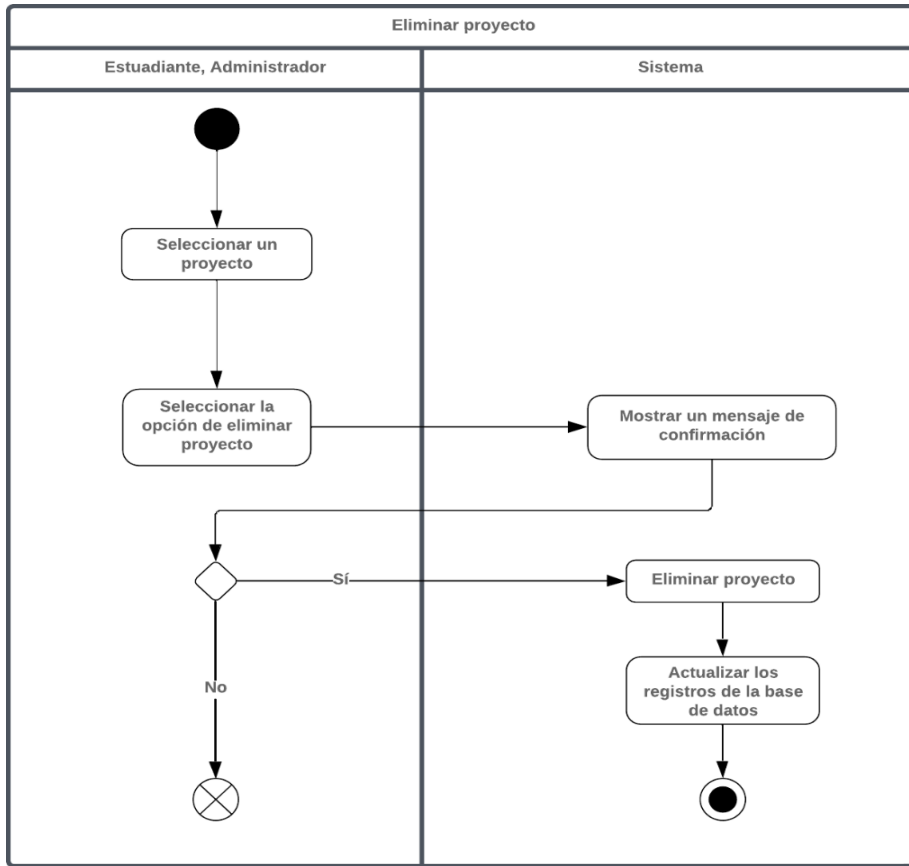 Eliminar proyecto
Estuadiante, Administrador
Sistema
Seleccionar un
proyecto
Seleccionar la
opción de eliminar
proyecto
Mostrar un mensaje de
confirmación
Sí
Eliminar proyecto
No
Actualizar los
registros de la base
de datos